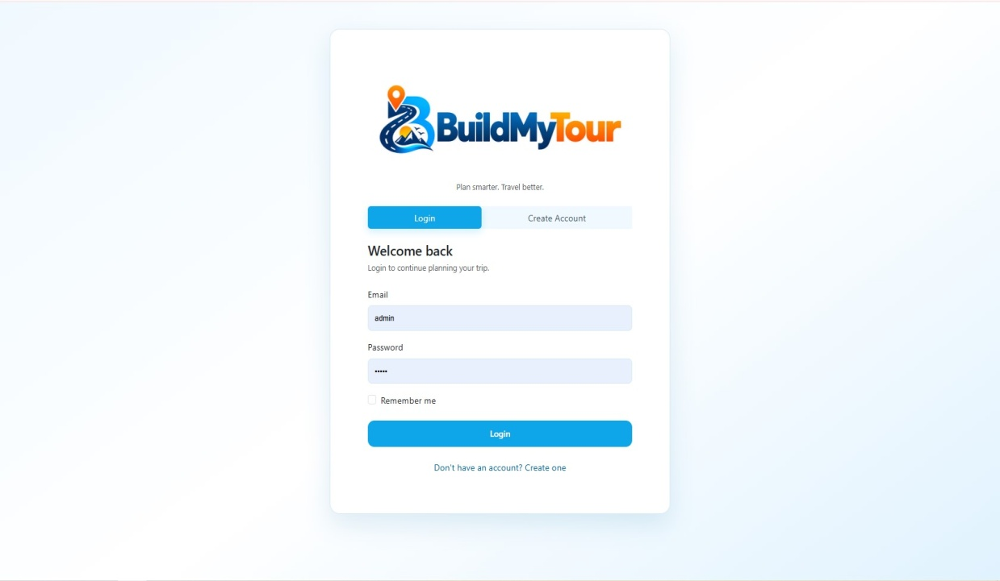 BuildMyTour
Plan smarter. Travel better.
Login
Create Account
Welcome back
Login to continue planning your trip.
Email
admin
Password
•••••
Remember me
Login
Don't have an account? Create one